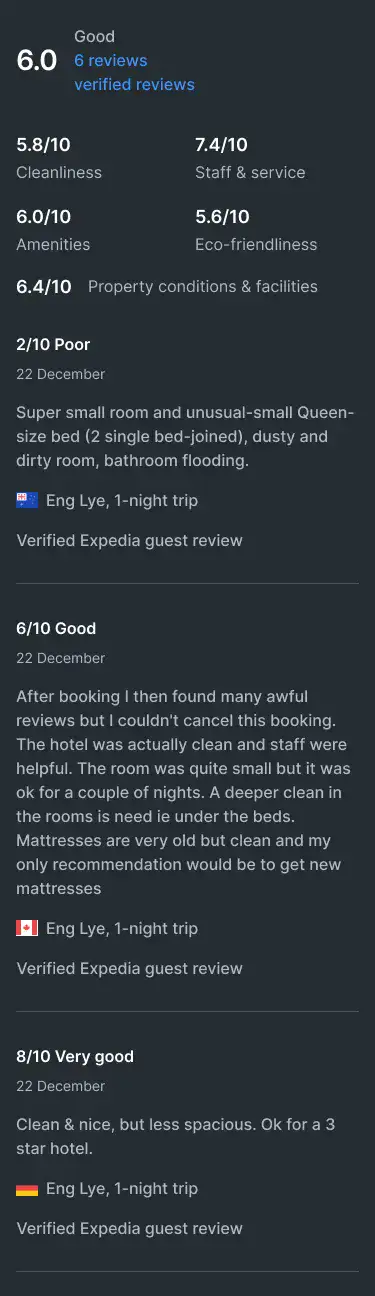 Good
6.0
6 reviews
verified reviews
5.8/10
Cleanliness
7.4/10
Staff & service
6.0/10
Amenities
5.6/10
Eco-friendliness
6.4/10 Property conditions & facilities
2/10 Poor
22 December
Super small room and unusual-small Queen-
size bed (2 single bed-joined), dusty and
dirty room, bathroom flooding.
Eng Lye, 1-night trip
Verified Expedia guest review
6/10 Good
22 December
After booking I then found many awful
reviews but I couldn't cancel this booking.
The hotel was actually clean and staff were
helpful. The room was quite small but it was
ok for a couple of nights. A deeper clean in
the rooms is need ie under the beds.
Mattresses are very old but clean and my
only recommendation would be to get new
mattresses
Eng Lye, 1-night trip
Verified Expedia guest review
8/10 Very good
22 December
Clean & nice, but less spacious. Ok for a 3
star hotel.
Eng Lye, 1-night trip
Verified Expedia guest review